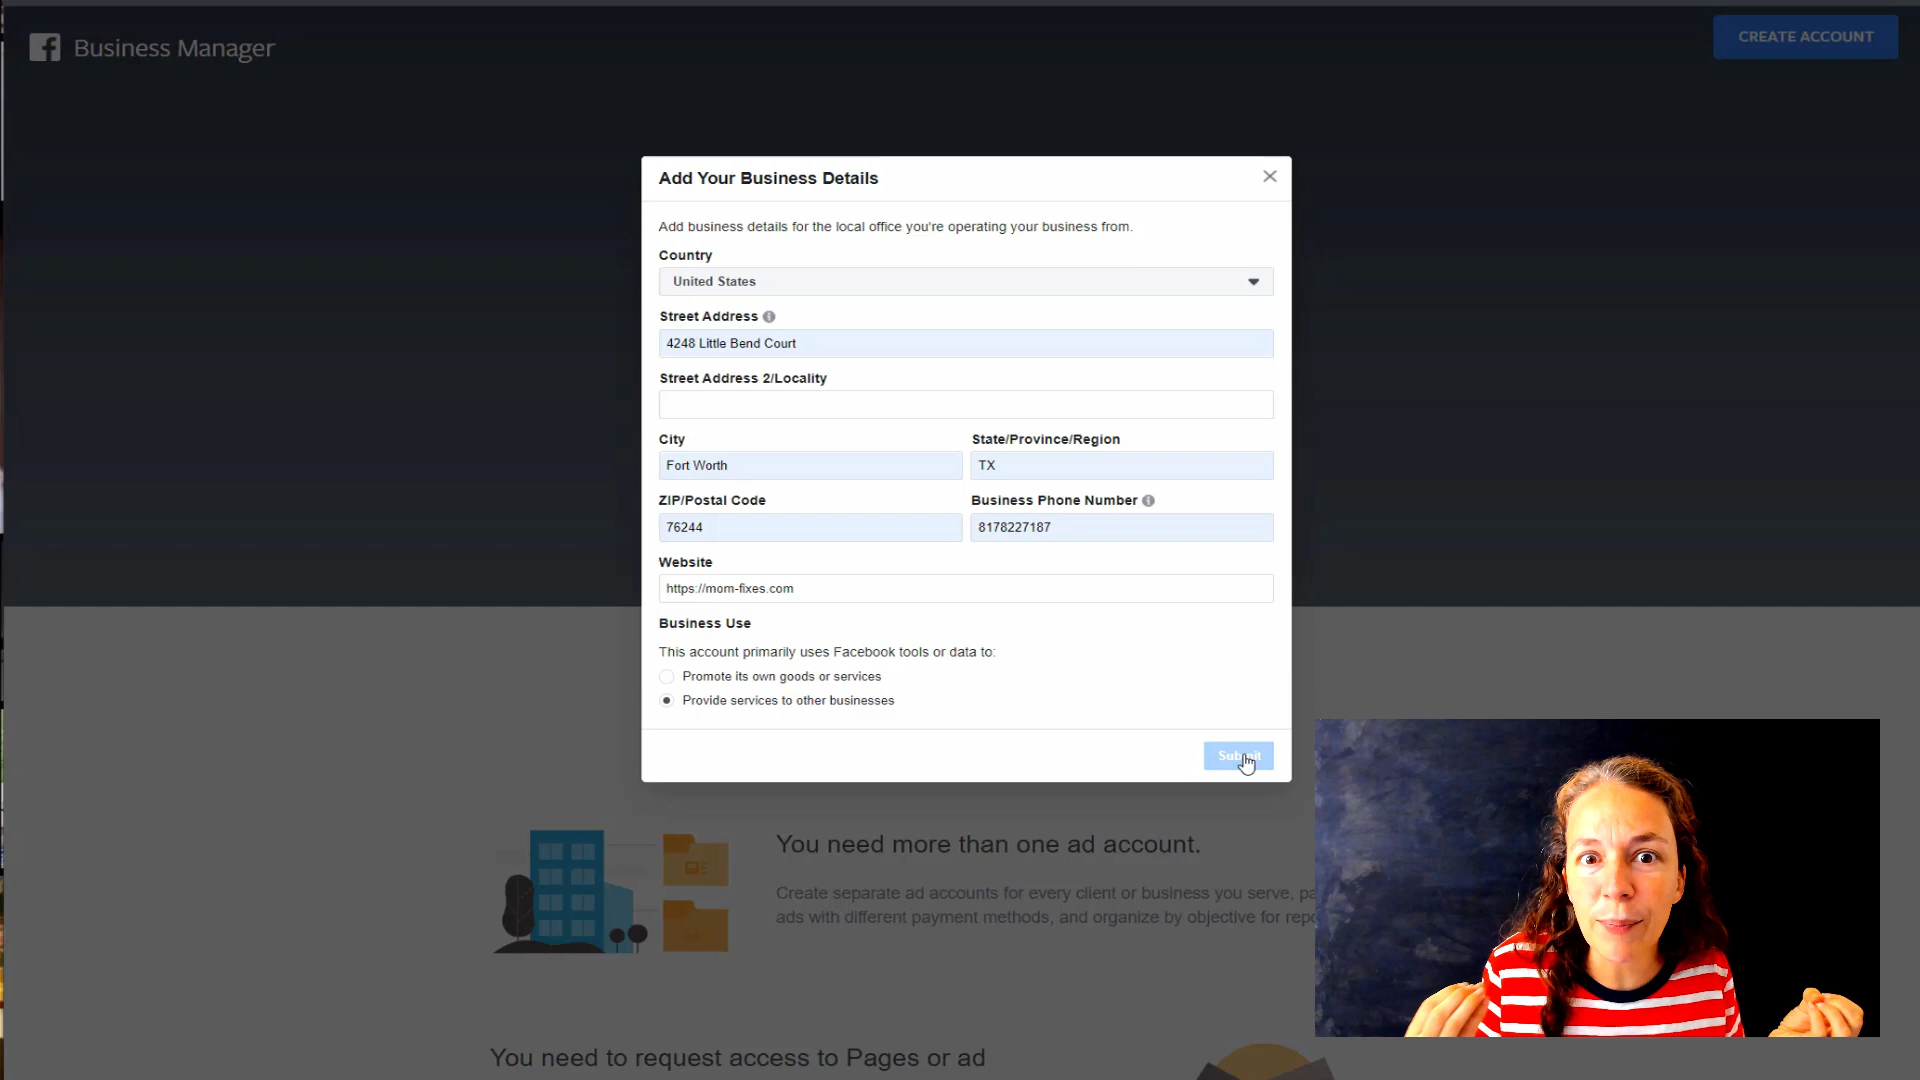 Business Manager
CREATE ACCOUNT
Add Your Business Details
Add business details for the local office you're operating your business from.
Country
United States
Street Address
4248 Little Bend Court
Street Address 2/Locality
City
State/Province/Region
Fort Worth
TX
ZIP/Postal Code
Business Phone Number
76244
8178227187
Website
https://mom-fixes.com
Business Use
This account primarily uses Facebook tools or data to:
Promote its own goods or services
Provide services to other businesses
Submit
You need more than one ad account.
Create separate ad accounts for every client or business you serve,
ads with different payment methods, and organize by objective for
You need to request access to Pages or ad